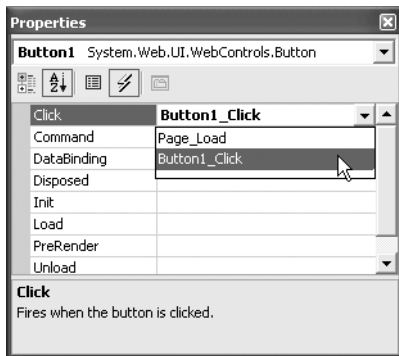 Properties
Button1 System.Web.UI.WebControls.Button
Click Button1_Click
Command Page_Load
DataBinding Button1_Click
Disposed
Init
Load
PreRender
Unload
Click
Fires when the button is clicked.